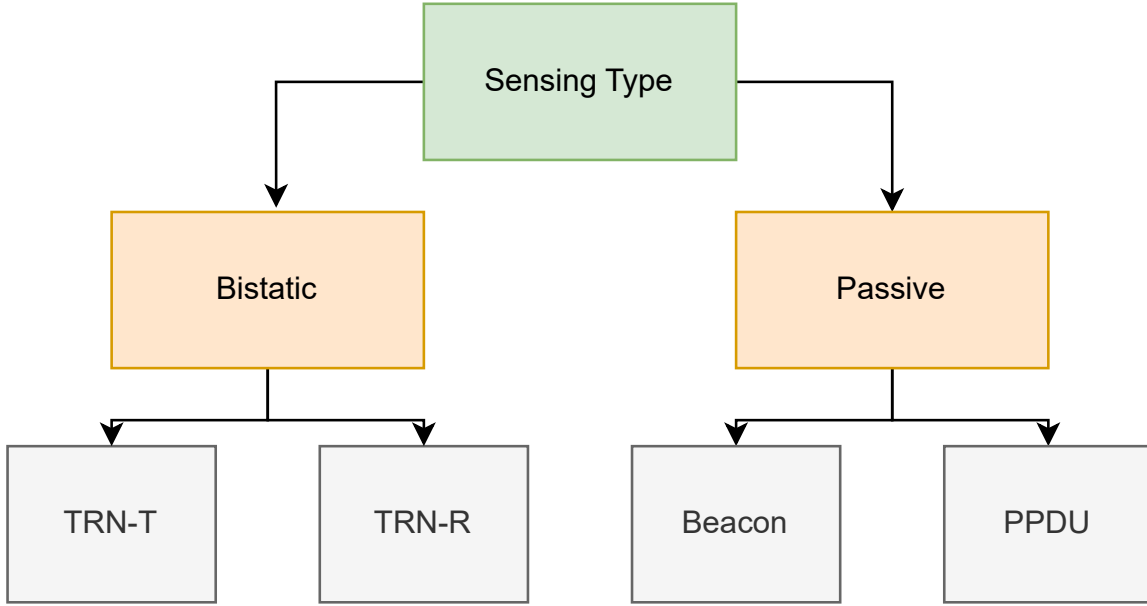 Sensing Type
Bistatic
Passive
TRN-T
TRN-R
Beacon
PPDU